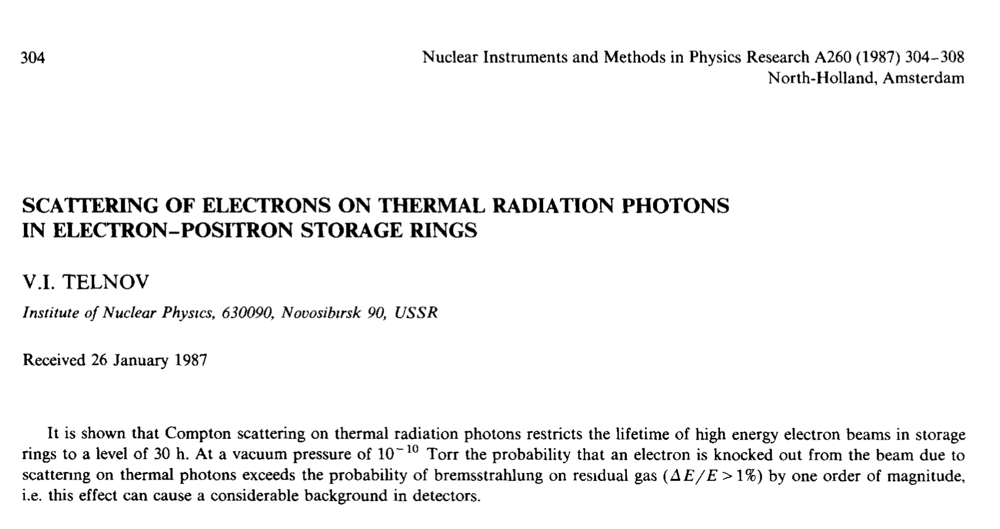 304
Nuclear Instruments and Methods in Physics Research A260 (1987) 304–308
North-Holland, Amsterdam
SCATTERING OF ELECTRONS ON THERMAL RADIATION PHOTONS
IN ELECTRON–POSITRON STORAGE RINGS
V.I. TELNOV
Institute of Nuclear Physics, 630090, Novosibirsk 90, USSR
Received 26 January 1987
It is shown that Compton scattering on thermal radiation photons restricts the lifetime of high energy electron beams in storage
rings to a level of 30 h. At a vacuum pressure of 10⁻¹⁰ Torr the probability that an electron is knocked out from the beam due to
scattering on thermal photons exceeds the probability of bremsstrahlung on residual gas (ΔE/E > 1%) by one order of magnitude,
i.e. this effect can cause a considerable background in detectors.